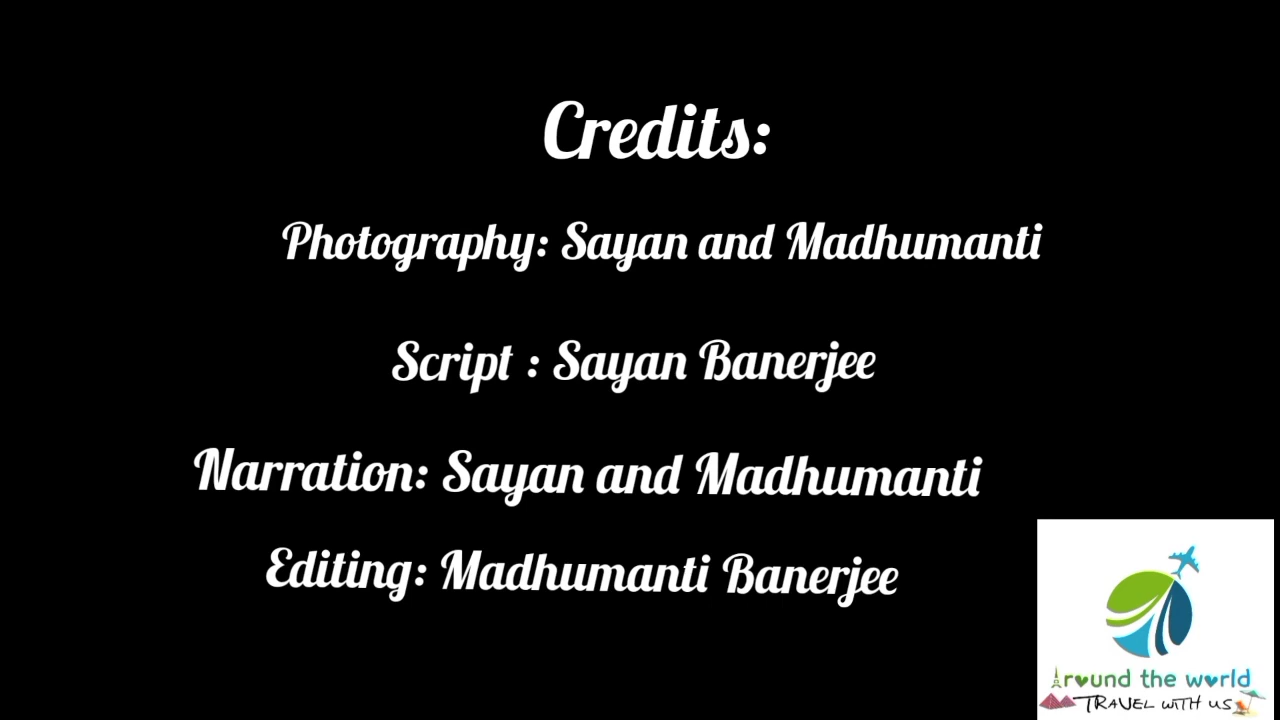 Credits:
Photography: Sayan and Madhumanti
Script : Sayan Banerjee
Narration: Sayan and Madhumanti
Editing: Madhumanti Banerjee
Around the world
TRAVEL WITH US